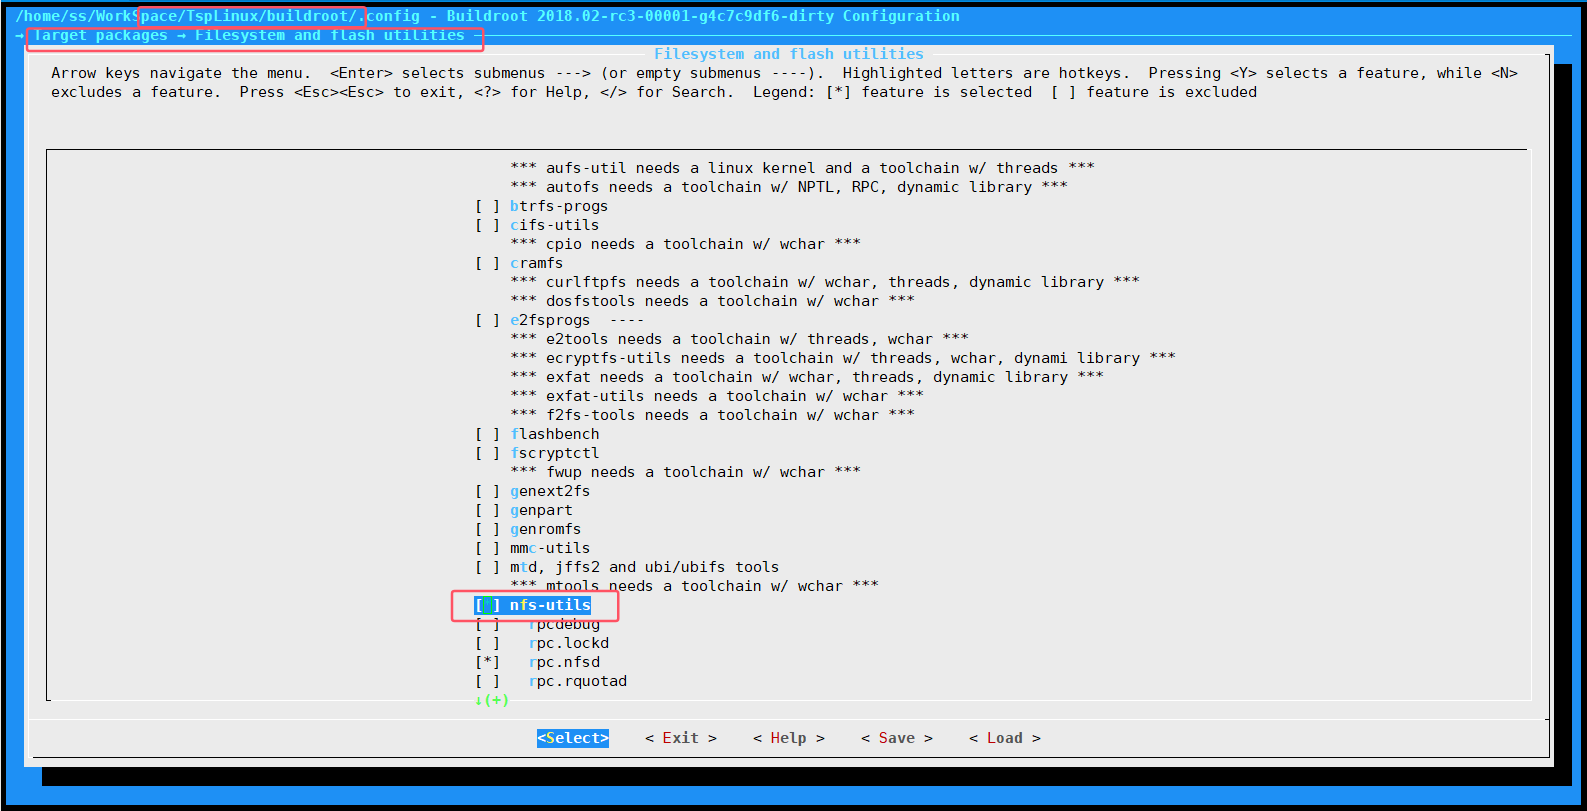 /home/ss/WorkSpace/TspLinux/buildroot/.config - Buildroot 2018.02-rc3-00001-g4c7c9df6-dirty Configuration
→ Target packages → Filesystem and flash utilities
Filesystem and flash utilities
Arrow keys navigate the menu.  <Enter> selects submenus ---> (or empty submenus ----).  Highlighted letters are hotkeys.  Pressing <Y> selects a feature, while <N>
excludes a feature.  Press <Esc><Esc> to exit, <?> for Help, </> for Search.  Legend: [*] feature is selected  [ ] feature is excluded
*** aufs-util needs a linux kernel and a toolchain w/ threads ***
*** autofs needs a toolchain w/ NPTL, RPC, dynamic library ***
[ ] btrfs-progs
[ ] cifs-utils
*** cpio needs a toolchain w/ wchar ***
[ ] cramfs
*** curlftpfs needs a toolchain w/ wchar, threads, dynamic library ***
*** dosfstools needs a toolchain w/ wchar ***
[ ] e2fsprogs  ----
*** e2tools needs a toolchain w/ threads, wchar ***
*** ecryptfs-utils needs a toolchain w/ threads, wchar, dynami library ***
*** exfat needs a toolchain w/ wchar, threads, dynamic library ***
*** exfat-utils needs a toolchain w/ wchar ***
*** f2fs-tools needs a toolchain w/ wchar ***
[ ] flashbench
[ ] fscryptctl
*** fwup needs a toolchain w/ wchar ***
[ ] genext2fs
[ ] genpart
[ ] genromfs
[ ] mmc-utils
[ ] mtd, jffs2 and ubi/ubifs tools
*** mtools needs a toolchain w/ wchar ***
[*] nfs-utils
[ ]   rpcdebug
[ ]   rpc.lockd
[*]   rpc.nfsd
[ ]   rpc.rquotad
↓(+)
<Select>    < Exit >    < Help >    < Save >    < Load >